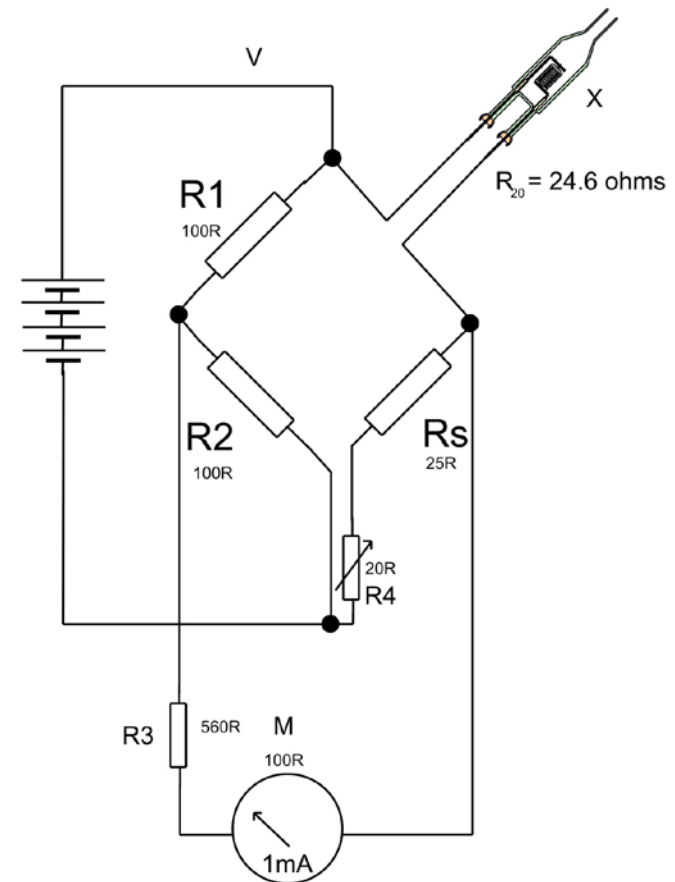 V
X
R20 = 24.6 ohms
R1
100R
R2
100R
Rs
25R
20R
R4
R3
560R
M
100R
1mA